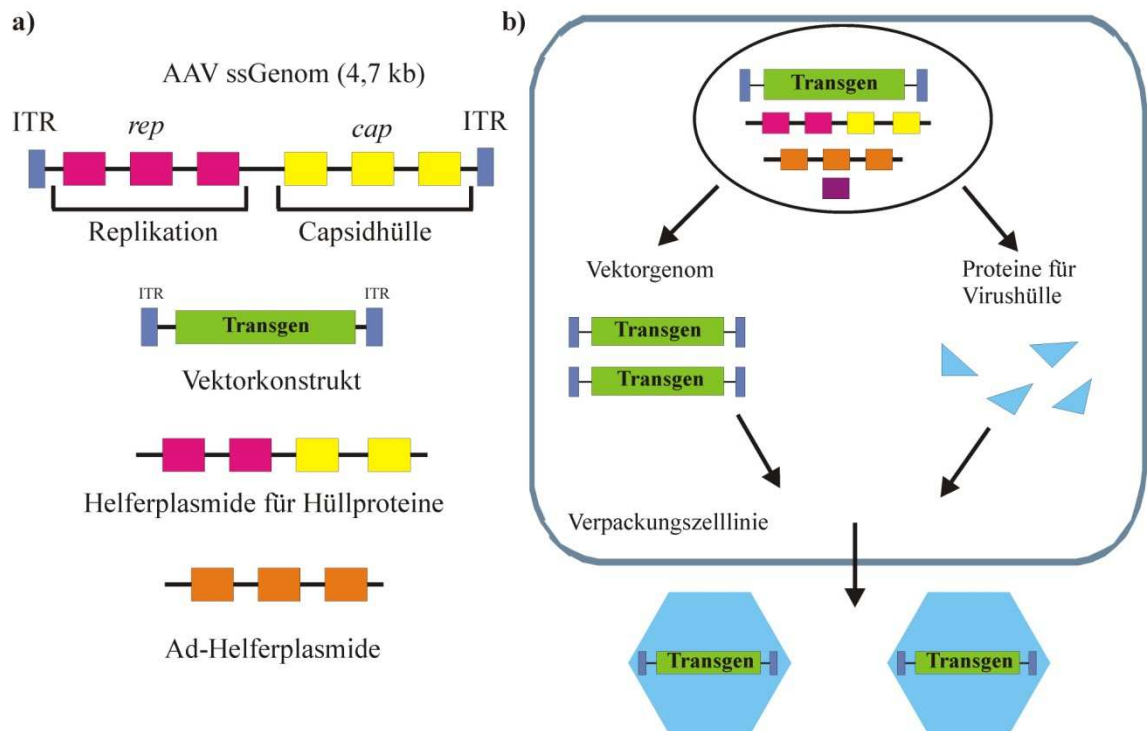 a)
AAV ssGenom (4,7 kb)
ITR
rep
cap
ITR
Replikation
Capsidhülle
ITR
ITR
Transgen
Vektorkonstrukt
Helferplasmide für Hüllproteine
Ad-Helferplasmide
b)
Transgen
Vektorgenom
Proteine für
Virushülle
Transgen
Transgen
Verpackungszelllinie
Transgen
Transgen